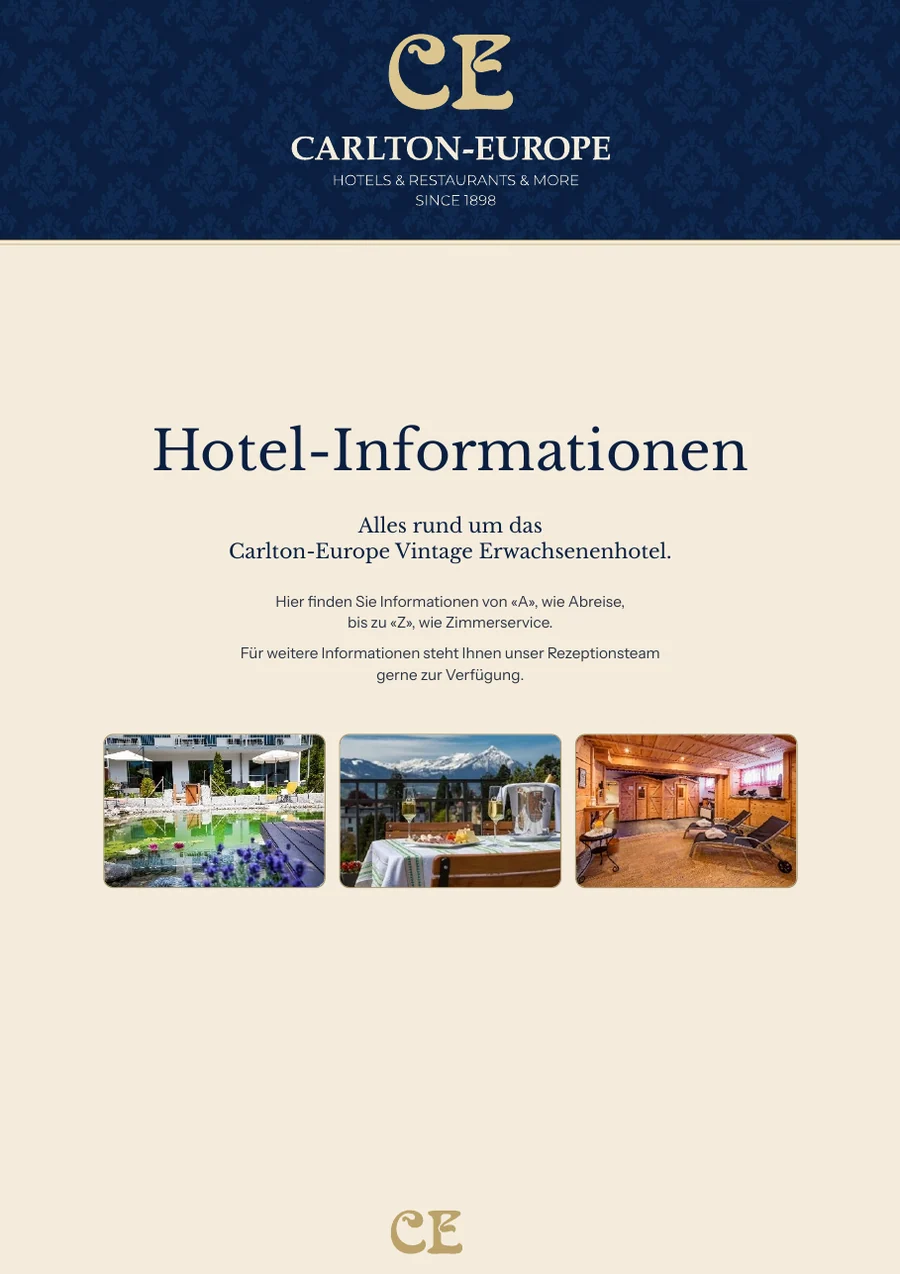 CE
CARLTON-EUROPE
HOTELS & RESTAURANTS & MORE
SINCE 1898
Hotel-Informationen
Alles rund um das
Carlton-Europe Vintage Erwachsenenhotel.
Hier finden Sie Informationen von «A», wie Abreise,
bis zu «Z», wie Zimmerservice.
Für weitere Informationen steht Ihnen unser Rezeptionsteam
gerne zur Verfügung.
CE